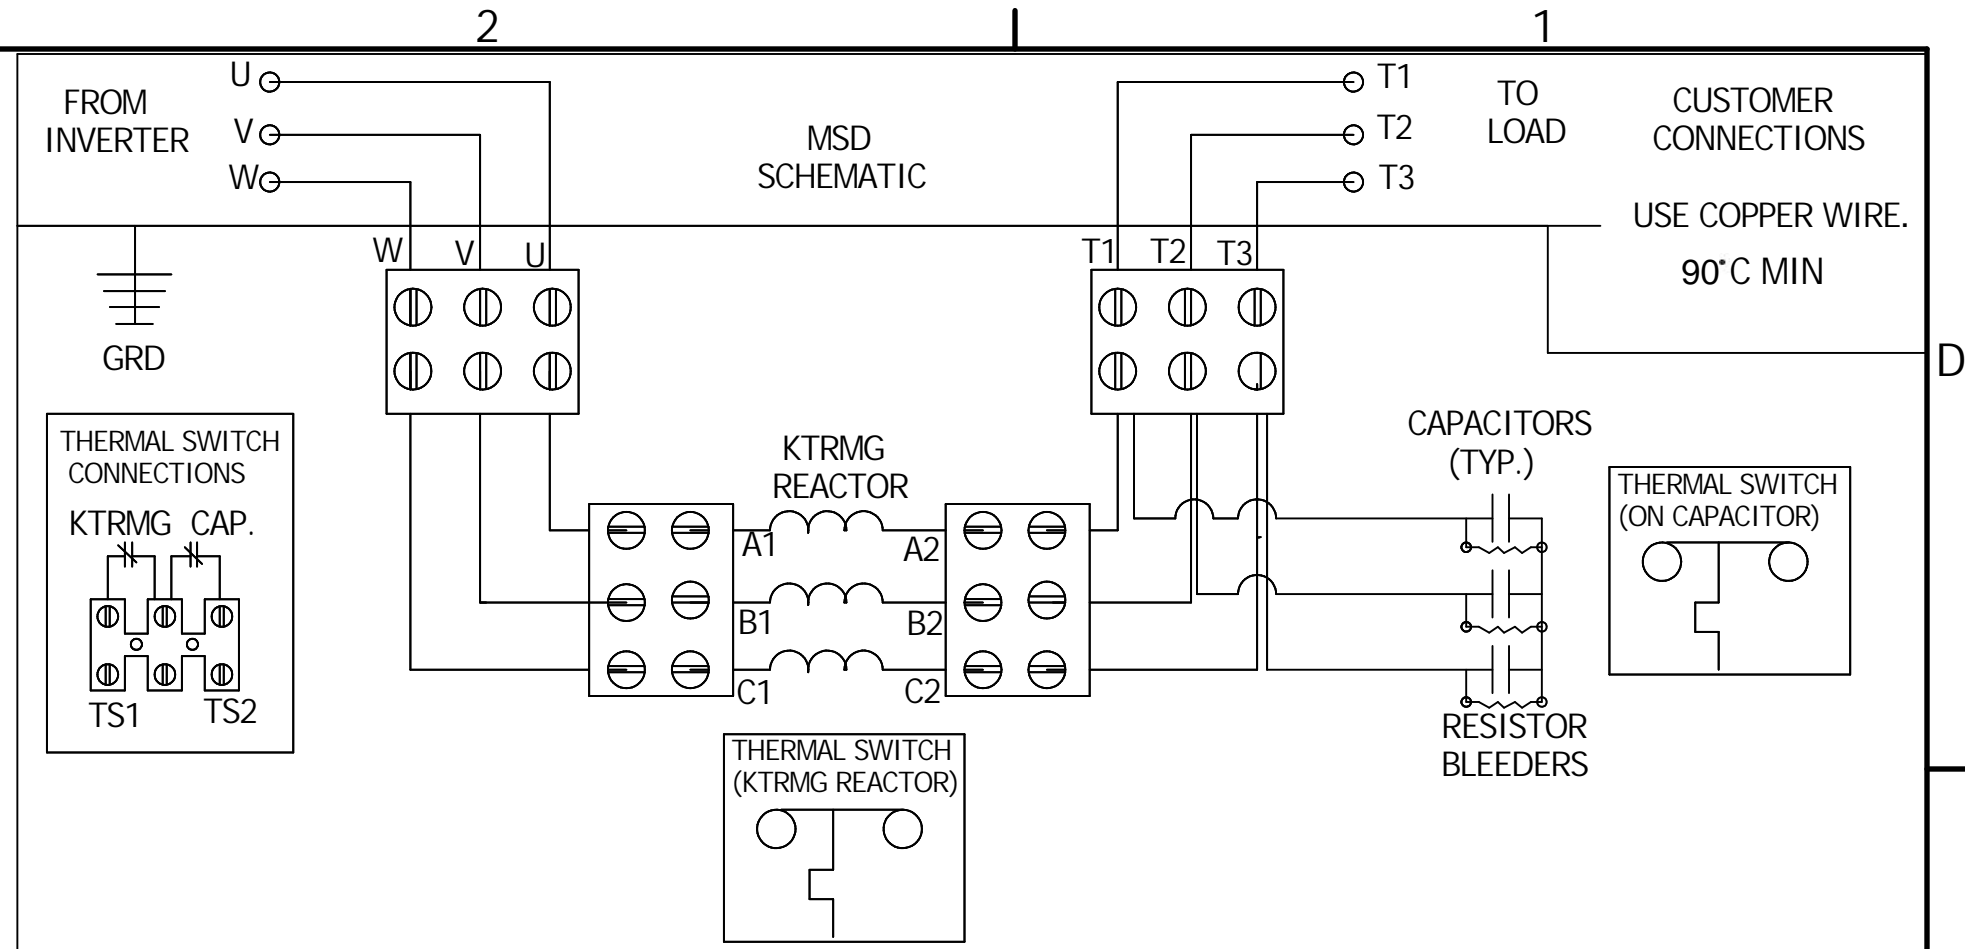 2
1
FROM
INVERTER
U
V
W
MSD
SCHEMATIC
T1
T2
T3
TO
LOAD
CUSTOMER
CONNECTIONS
USE COPPER WIRE.
90°C MIN
D
GRD
W V U
T1 T2 T3
THERMAL SWITCH
CONNECTIONS
KTRMG CAP.
TS1 TS2
KTRMG
REACTOR
A1 A2
B1 B2
C1 C2
CAPACITORS
(TYP.)
RESISTOR
BLEEDERS
THERMAL SWITCH
(ON CAPACITOR)
THERMAL SWITCH
(KTRMG REACTOR)